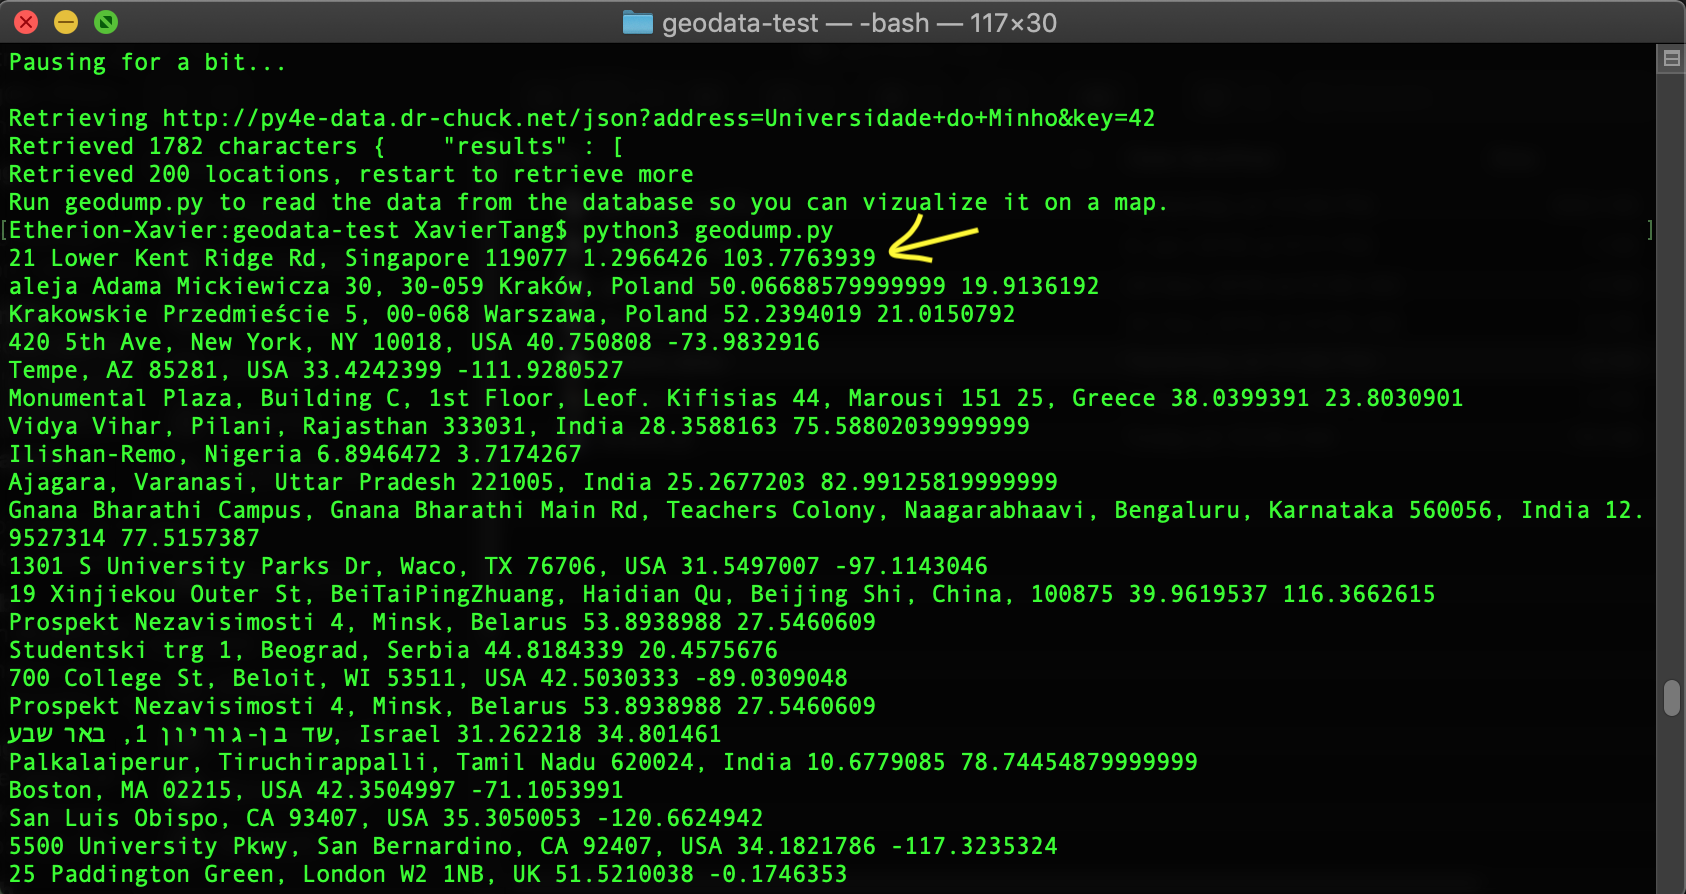 geodata-test — -bash — 117×30
Pausing for a bit...
Retrieving http://py4e-data.dr-chuck.net/json?address=Universidade+do+Minho&key=42
Retrieved 1782 characters {    "results" : [
Retrieved 200 locations, restart to retrieve more
Run geodump.py to read the data from the database so you can vizualize it on a map.
[Etherion-Xavier:geodata-test XavierTang$ python3 geodump.py ]
21 Lower Kent Ridge Rd, Singapore 119077 1.2966426 103.7763939
aleja Adama Mickiewicza 30, 30-059 Kraków, Poland 50.06688579999999 19.9136192
Krakowskie Przedmieście 5, 00-068 Warszawa, Poland 52.2394019 21.0150792
420 5th Ave, New York, NY 10018, USA 40.750808 -73.9832916
Tempe, AZ 85281, USA 33.4242399 -111.9280527
Monumental Plaza, Building C, 1st Floor, Leof. Kifisias 44, Marousi 151 25, Greece 38.0399391 23.8030901
Vidya Vihar, Pilani, Rajasthan 333031, India 28.3588163 75.58802039999999
Ilishan-Remo, Nigeria 6.8946472 3.7174267
Ajagara, Varanasi, Uttar Pradesh 221005, India 25.2677203 82.99125819999999
Gnana Bharathi Campus, Gnana Bharathi Main Rd, Teachers Colony, Naagarabhaavi, Bengaluru, Karnataka 560056, India 12.
9527314 77.5157387
1301 S University Parks Dr, Waco, TX 76706, USA 31.5497007 -97.1143046
19 Xinjiekou Outer St, BeiTaiPingZhuang, Haidian Qu, Beijing Shi, China, 100875 39.9619537 116.3662615
Prospekt Nezavisimosti 4, Minsk, Belarus 53.8938988 27.5460609
Studentski trg 1, Beograd, Serbia 44.8184339 20.4575676
700 College St, Beloit, WI 53511, USA 42.5030333 -89.0309048
Prospekt Nezavisimosti 4, Minsk, Belarus 53.8938988 27.5460609
שד בן-גוריון 1, באר שבע, Israel 31.262218 34.801461
Palkalaiperur, Tiruchirappalli, Tamil Nadu 620024, India 10.6779085 78.74454879999999
Boston, MA 02215, USA 42.3504997 -71.1053991
San Luis Obispo, CA 93407, USA 35.3050053 -120.6624942
5500 University Pkwy, San Bernardino, CA 92407, USA 34.1821786 -117.3235324
25 Paddington Green, London W2 1NB, UK 51.5210038 -0.1746353